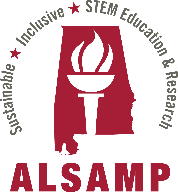 Sustainable ★ Inclusive ★ STEM Education & Research
ALSAMP